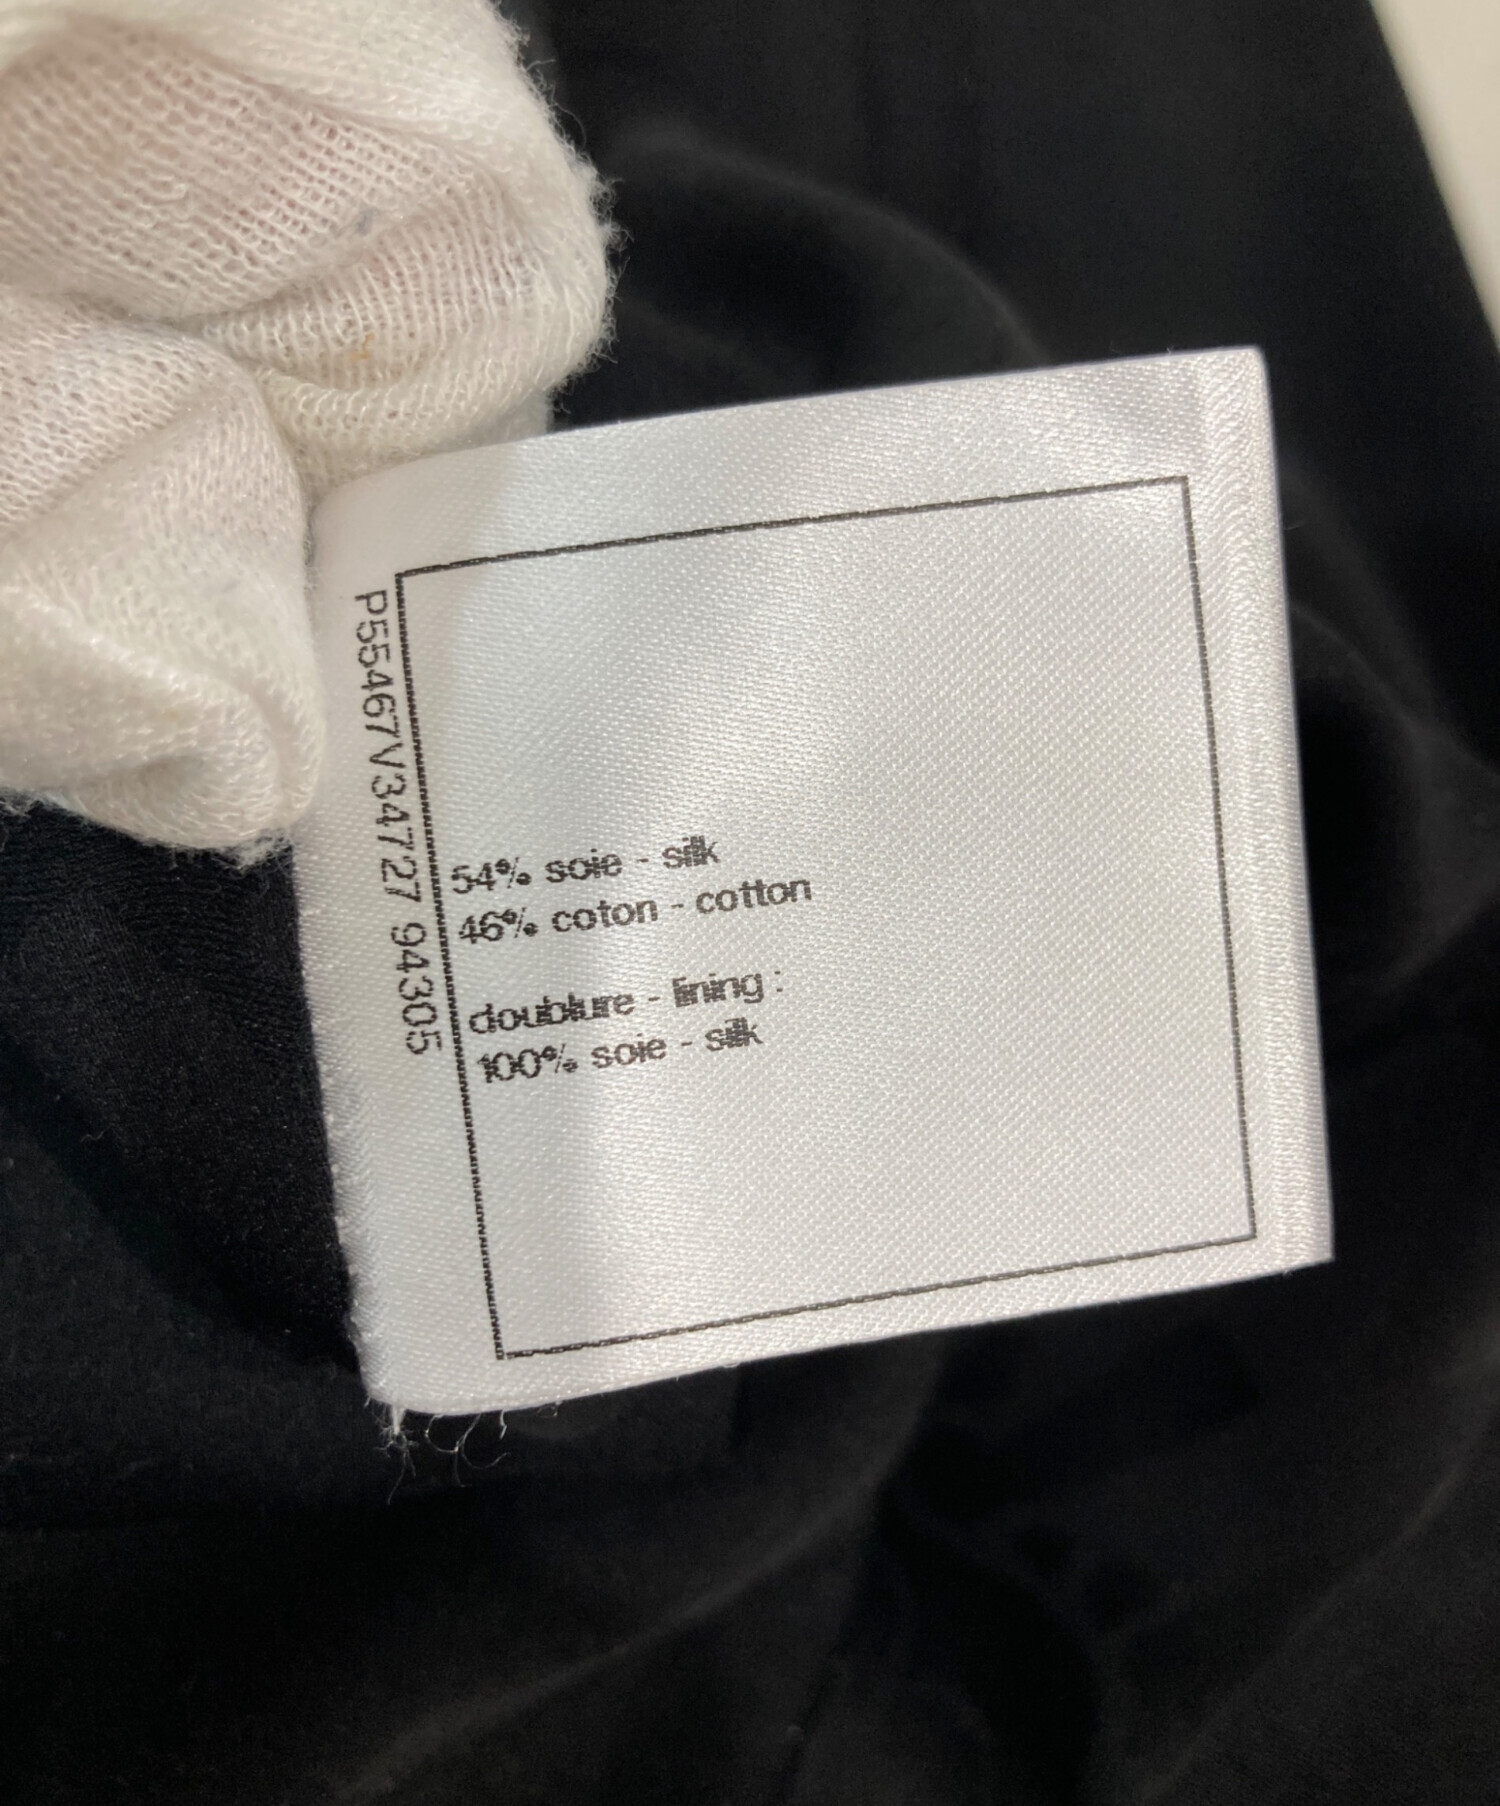 P55467V34727 94305
54% soie - silk
46% coton - cotton
doublure - lining :
100% soie - silk